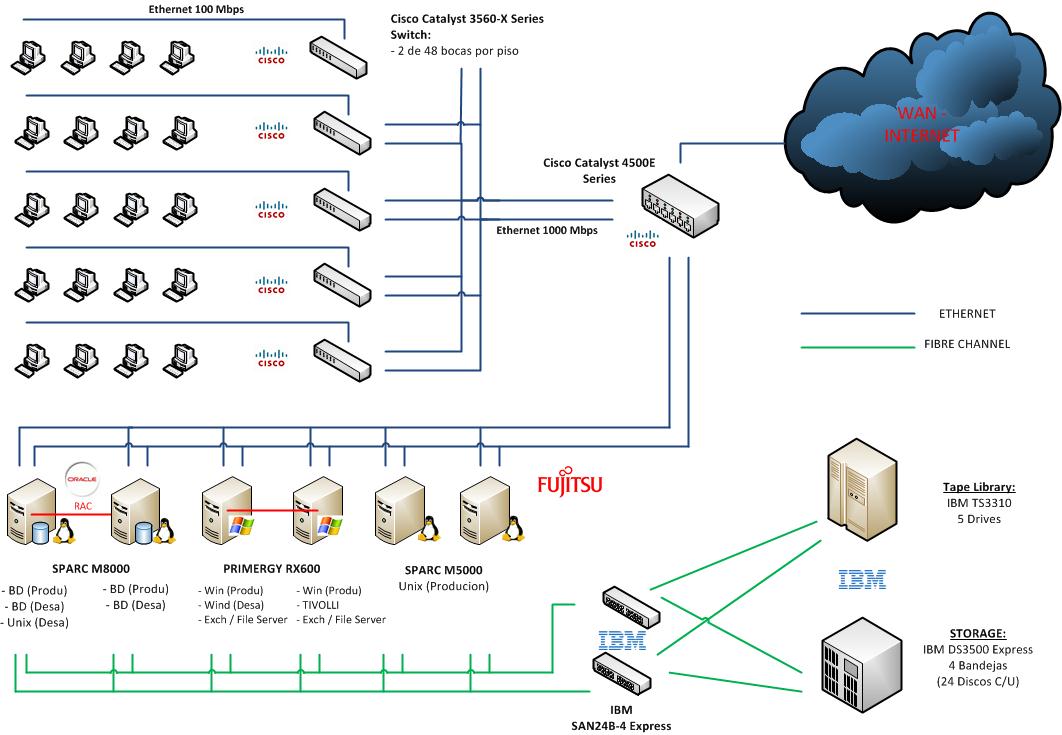 Ethernet 100 Mbps
Cisco Catalyst 3560-X Series
Switch:
- 2 de 48 bocas por piso
CISCO
CISCO
CISCO
CISCO
CISCO
Cisco Catalyst 4500E
Series
CISCO
Ethernet 1000 Mbps
WAN -
INTERNET
ETHERNET
FIBRE CHANNEL
ORACLE
RAC
FUJITSU
SPARC M8000
- BD (Produ)
- BD (Desa)
- Unix (Desa)
- BD (Produ)
- BD (Desa)
PRIMERGY RX600
- Win (Produ)
- Wind (Desa)
- Exch / File Server
- Win (Produ)
- TIVOLLI
- Exch / File Server
SPARC M5000
Unix (Producion)
Tape Library:
IBM TS3310
5 Drives
IBM
IBM
IBM
SAN24B-4 Express
STORAGE:
IBM DS3500 Express
4 Bandejas
(24 Discos C/U)